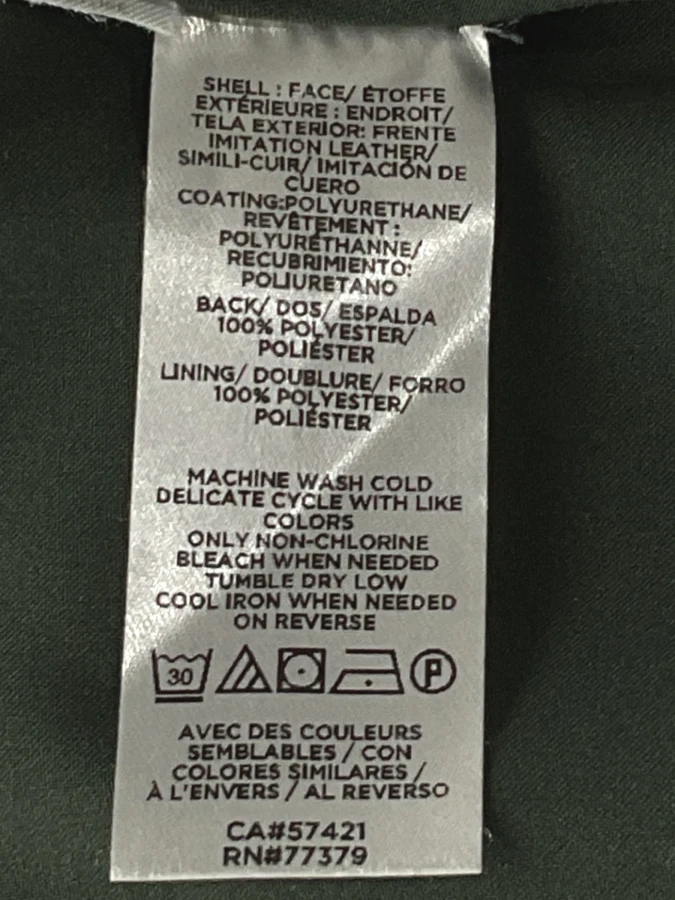 SHELL : FACE/ ÉTOFFE
EXTÉRIEURE : ENDROIT/
TELA EXTERIOR: FRENTE
IMITATION LEATHER/
SIMILI-CUIR/ IMITACIÓN DE
CUERO
COATING:POLYURETHANE/
REVÊTEMENT :
POLYURÉTHANNE/
RECUBRIMIENTO:
POLIURETANO
BACK/ DOS/ ESPALDA
100% POLYESTER/
POLIÉSTER
LINING/ DOUBLURE/ FORRO
100% POLYESTER/
POLIÉSTER
MACHINE WASH COLD
DELICATE CYCLE WITH LIKE
COLORS
ONLY NON-CHLORINE
BLEACH WHEN NEEDED
TUMBLE DRY LOW
COOL IRON WHEN NEEDED
ON REVERSE
30 P
AVEC DES COULEURS
SEMBLABLES / CON
COLORES SIMILARES /
À L'ENVERS / AL REVERSO
CA#57421
RN#77379